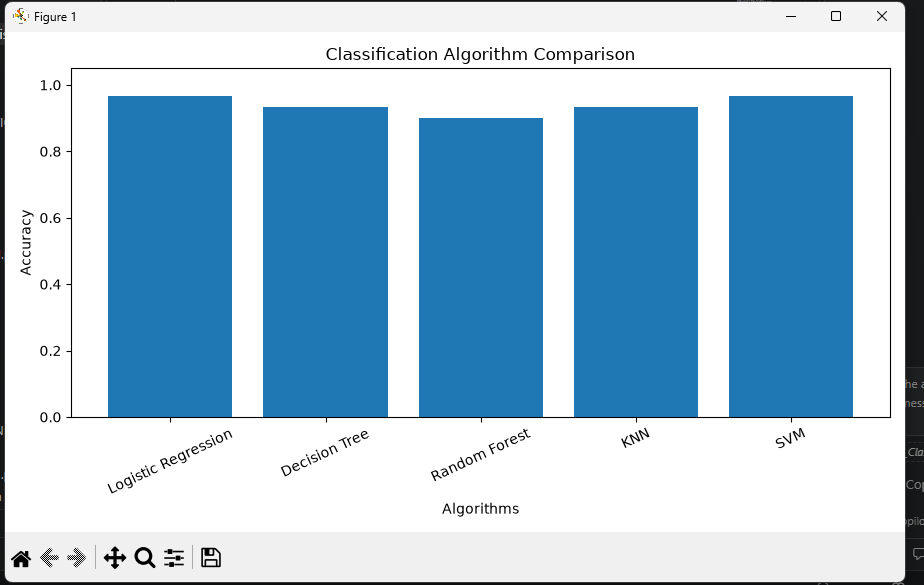 Figure 1
Classification Algorithm Comparison
1.0
0.8
0.6
0.4
0.2
0.0
Accuracy
Logistic Regression
Decision Tree
Random Forest
KNN
SVM
Algorithms